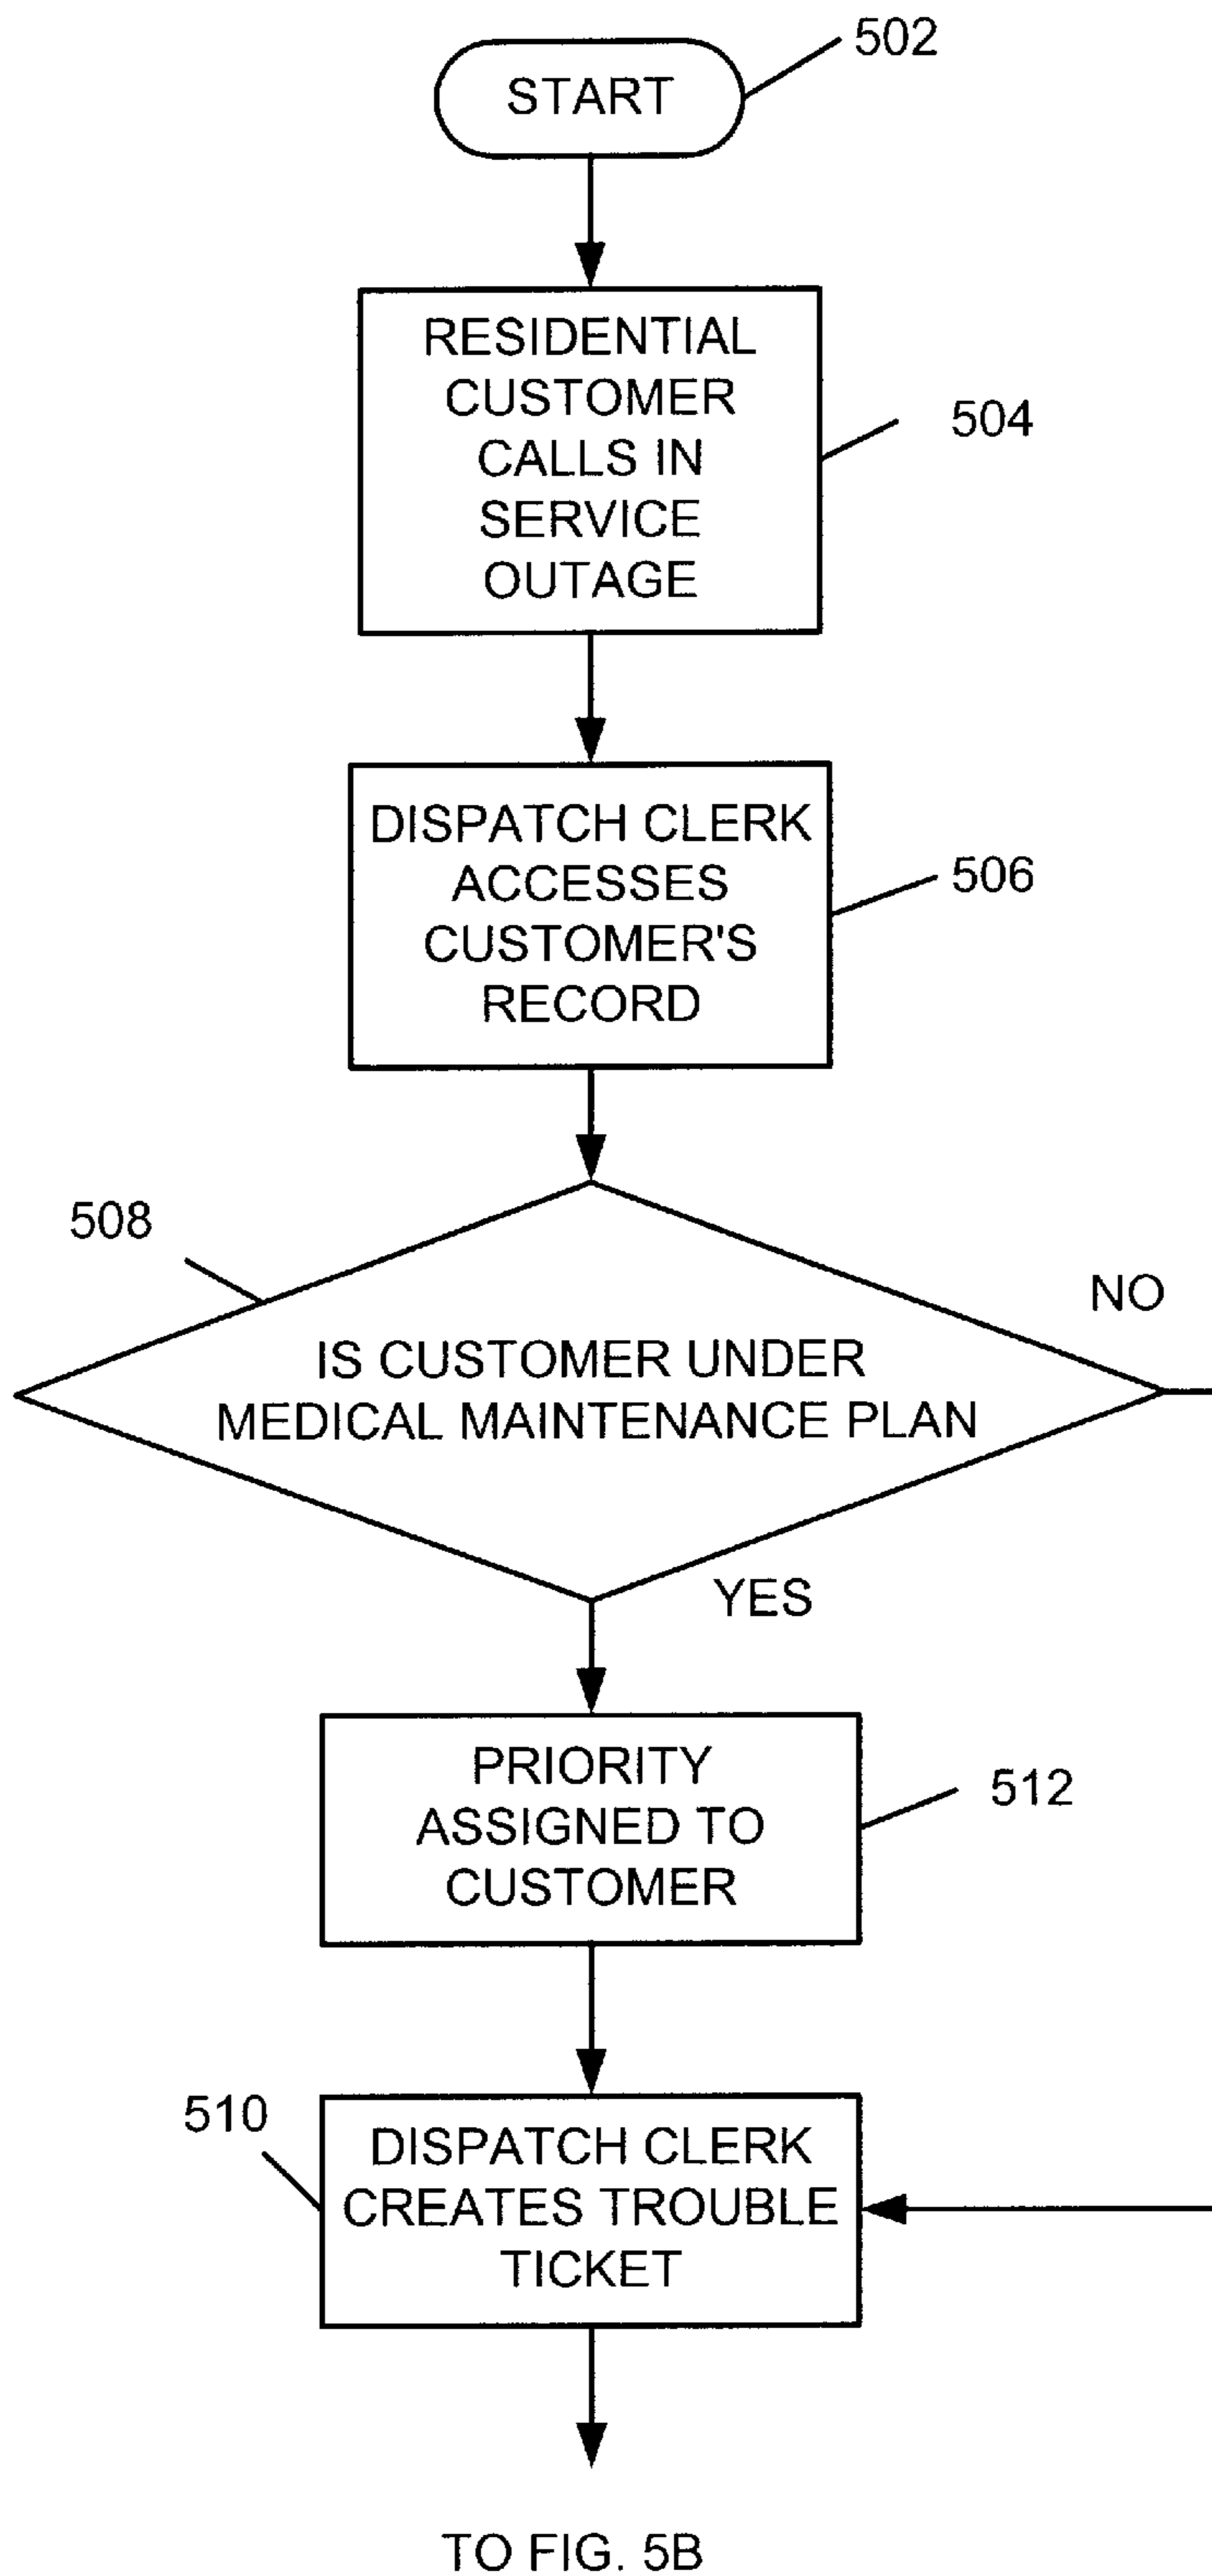 502
START
RESIDENTIAL
CUSTOMER
CALLS IN
SERVICE
OUTAGE
504
DISPATCH CLERK
ACCESSES
CUSTOMER'S
RECORD
506
508
NO
IS CUSTOMER UNDER
MEDICAL MAINTENANCE PLAN
YES
PRIORITY
ASSIGNED TO
CUSTOMER
512
510
DISPATCH CLERK
CREATES TROUBLE
TICKET
TO FIG. 5B